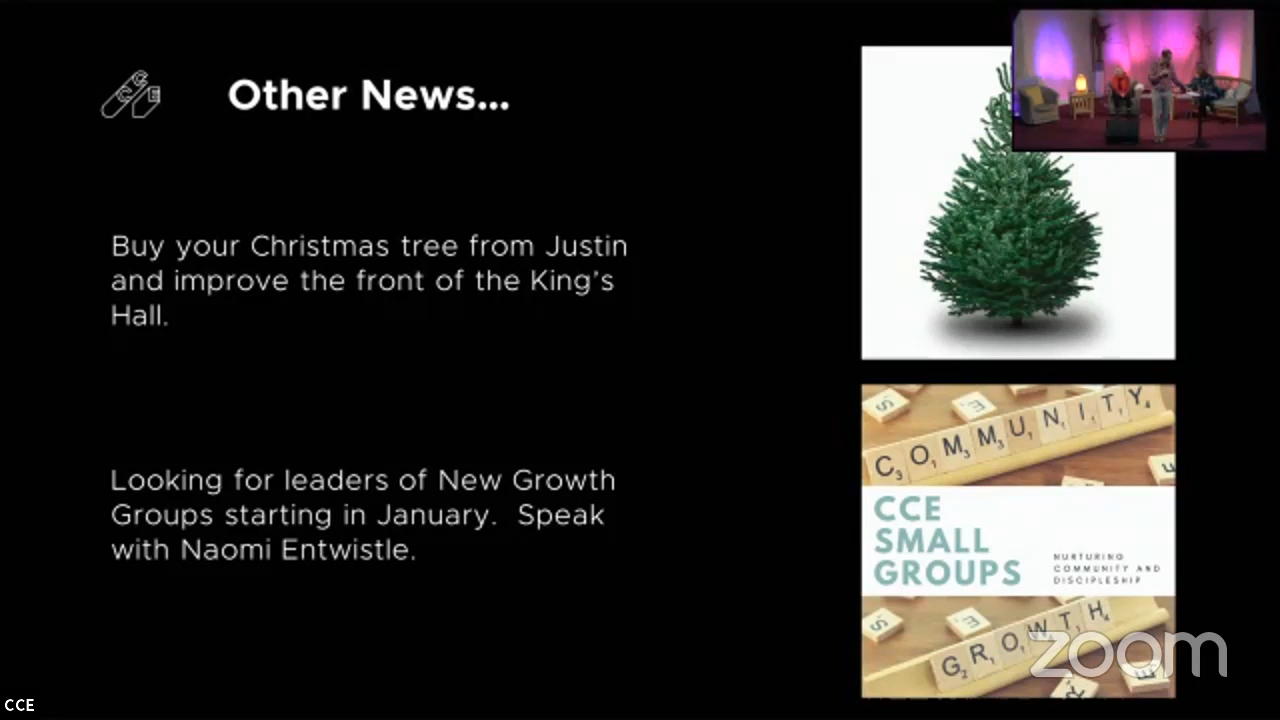 Other News...
Buy your Christmas tree from Justin
and improve the front of the King's
Hall.
Looking for leaders of New Growth
Groups starting in January.  Speak
with Naomi Entwistle.
COMMUNITY
CCE
SMALL
GROUPS
NURTURING
COMMUNITY AND
DISCIPLESHIP
GROWTH
zoom
CCE